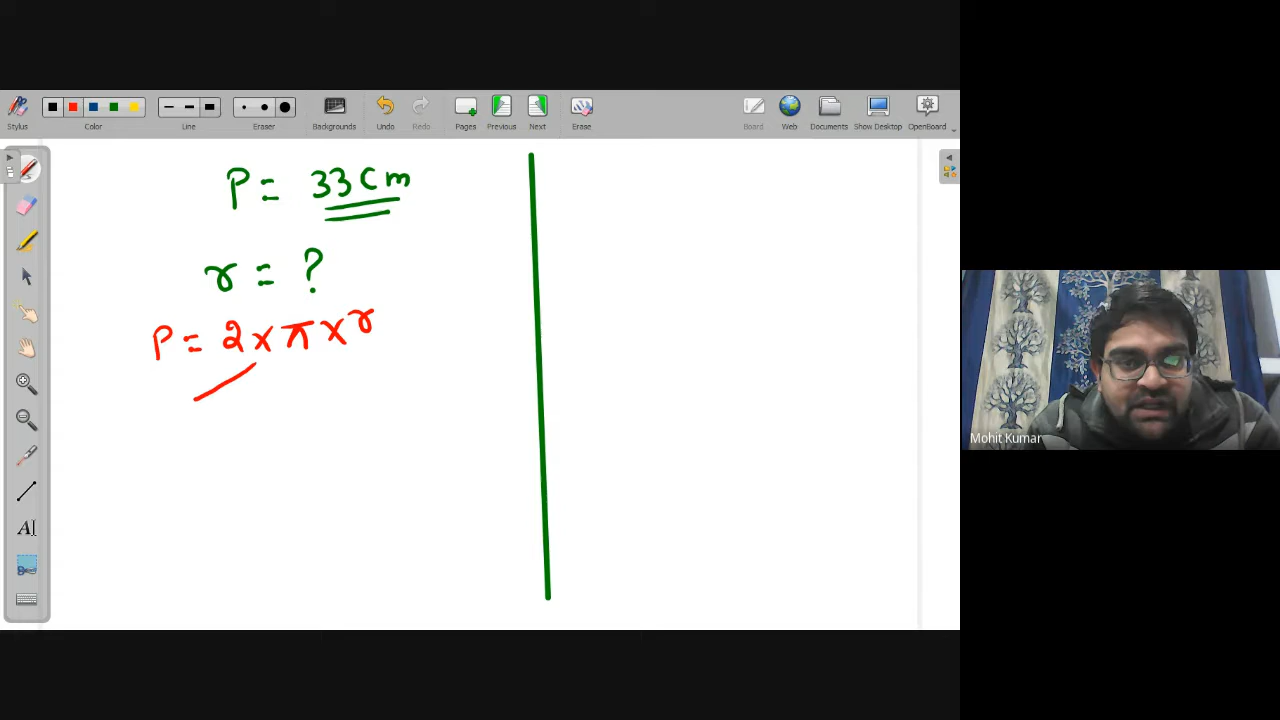 Stylus
Color
Line
Eraser
Backgrounds
Undo
Redo
Pages
Previous
Next
Erase
Board
Web
Documents
Show Desktop
OpenBoard
P = 33 Cm
r = ?
P = 2 x π x r
AI
Mohit Kumar